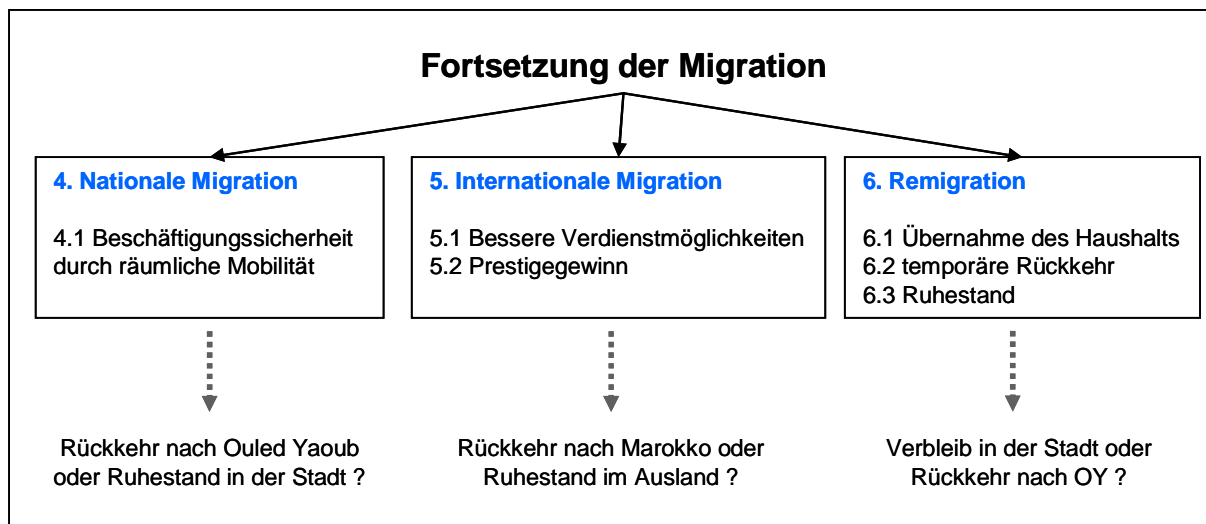 Fortsetzung der Migration
4. Nationale Migration
4.1 Beschäftigungssicherheit
durch räumliche Mobilität
5. Internationale Migration
5.1 Bessere Verdienstmöglichkeiten
5.2 Prestigegewinn
6. Remigration
6.1 Übernahme des Haushalts
6.2 temporäre Rückkehr
6.3 Ruhestand
Rückkehr nach Ouled Yaoub
oder Ruhestand in der Stadt ?
Rückkehr nach Marokko oder
Ruhestand im Ausland ?
Verbleib in der Stadt oder
Rückkehr nach OY ?